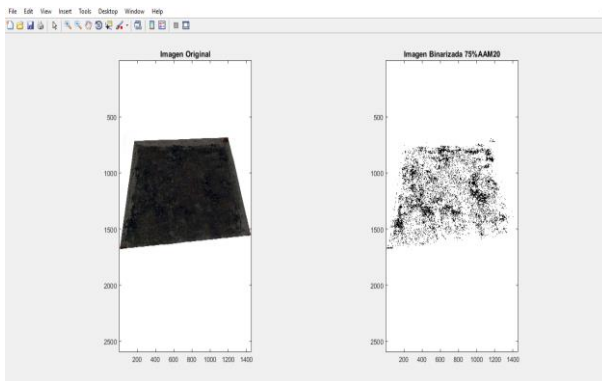 File Edit View Insert Tools Desktop Window Help
Imagen Original
500
1000
1500
2000
2500
200 400 600 800 1000 1200 1400
Imagen Binarizada 75%AAM20
500
1000
1500
2000
2500
200 400 600 800 1000 1200 1400